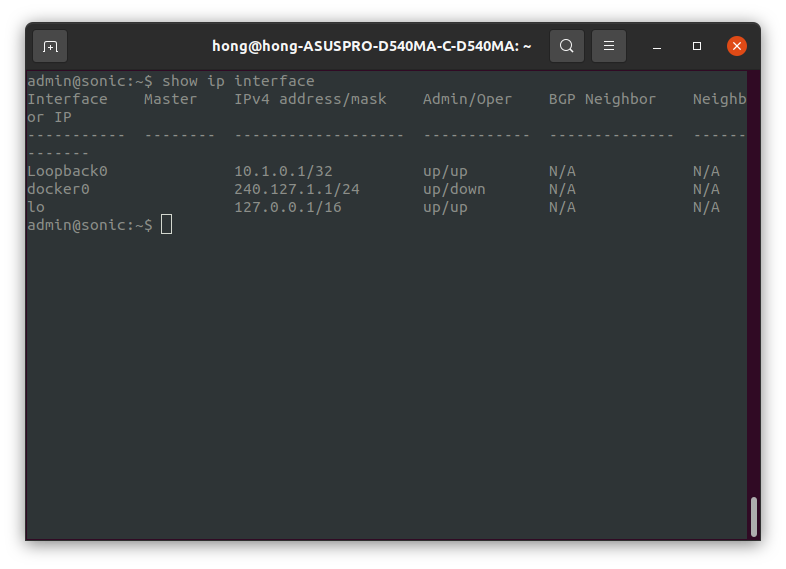 hong@hong-ASUSPRO-D540MA-C-D540MA: ~
admin@sonic:~$ show ip interface
Interface    Master    IPv4 address/mask    Admin/Oper    BGP Neighbor    Neighb
or IP
-----------  --------  -------------------  ------------  --------------  ------
-------
Loopback0              10.1.0.1/32          up/up         N/A             N/A
docker0                240.127.1.1/24       up/down       N/A             N/A
lo                     127.0.0.1/16         up/up         N/A             N/A
admin@sonic:~$